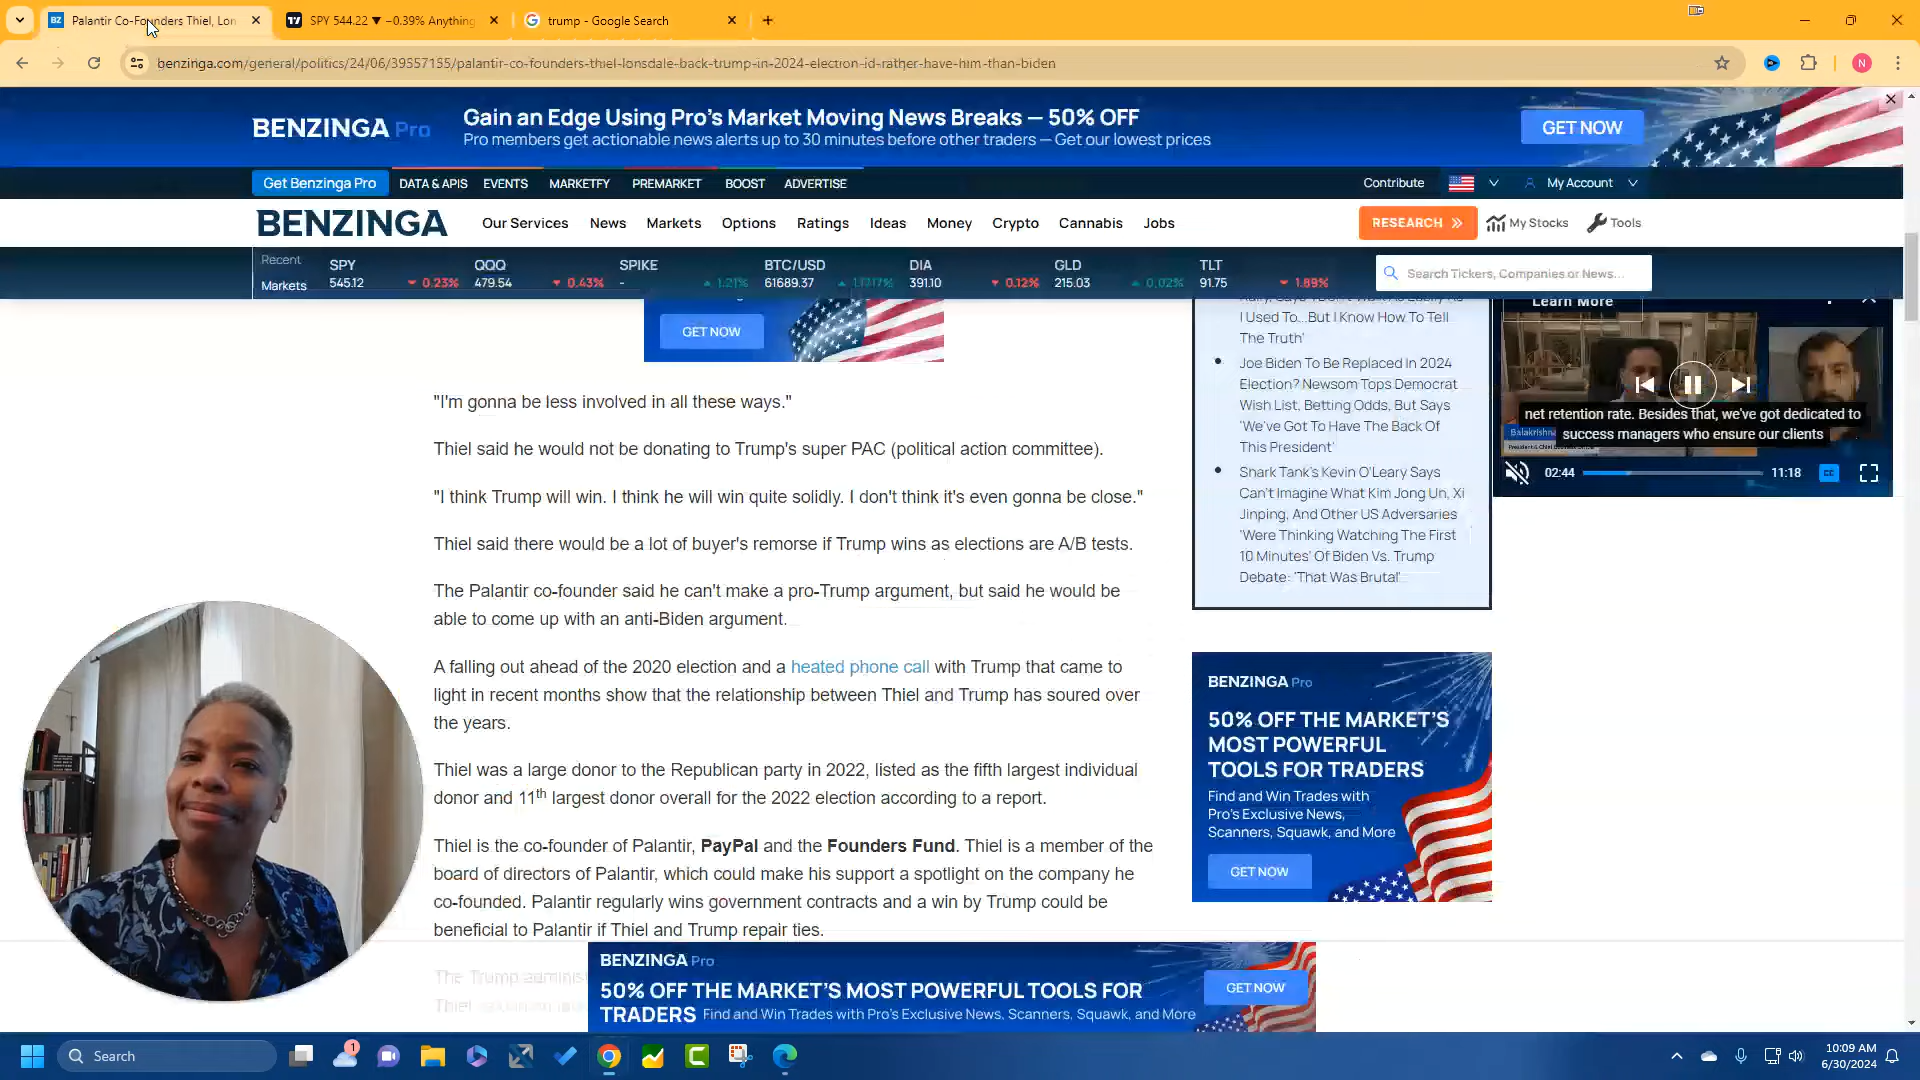 Palantir Co-Founders Thiel, Lon
SPY 544.22 ▼ −0.39% Anything
trump - Google Search
benzinga.com/general/politics/24/06/39557155/palantir-co-founders-thiel-lonsdale-back-trump-in-2024-election-id-rather-have-him-than-biden
N
BENZINGA Pro
Gain an Edge Using Pro's Market Moving News Breaks — 50% OFF
Pro members get actionable news alerts up to 30 minutes before other traders — Get our lowest prices
GET NOW
Get Benzinga Pro
DATA & APIS EVENTS MARKETFY PREMARKET BOOST ADVERTISE
Contribute
My Account
BENZINGA
Our Services News Markets Options Ratings Ideas Money Crypto Cannabis Jobs
RESEARCH »
My Stocks
Tools
Recent
Markets
SPY
545.12 ▼ 0.23%
QQQ
479.54 ▼ 0.43%
SPIKE
- ▲ 1.21%
BTC/USD
61689.37
DIA
391.10 ▼ 0.12%
GLD
215.03 ▲ 0.02%
TLT
91.75 ▼ 1.89%
Search Tickers, Companies or News...
GET NOW
"I'm gonna be less involved in all these ways."
Thiel said he would not be donating to Trump's super PAC (political action committee).
"I think Trump will win. I think he will win quite solidly. I don't think it's even gonna be close."
Thiel said there would be a lot of buyer's remorse if Trump wins as elections are A/B tests.
The Palantir co-founder said he can't make a pro-Trump argument, but said he would be
able to come up with an anti-Biden argument.
A falling out ahead of the 2020 election and a heated phone call with Trump that came to
light in recent months show that the relationship between Thiel and Trump has soured over
the years.
Thiel was a large donor to the Republican party in 2022, listed as the fifth largest individual
donor and 11th largest donor overall for the 2022 election according to a report.
Thiel is the co-founder of Palantir, PayPal and the Founders Fund. Thiel is a member of the
board of directors of Palantir, which could make his support a spotlight on the company he
co-founded. Palantir regularly wins government contracts and a win by Trump could be
beneficial to Palantir if Thiel and Trump repair ties.
The Trump
Thiel
I Used To...But I Know How To Tell
The Truth'
Joe Biden To Be Replaced In 2024
Election? Newsom Tops Democrat
Wish List, Betting Odds, But Says
'We've Got To Have The Back Of
This President'
Shark Tank's Kevin O'Leary Says
Can't Imagine What Kim Jong Un, Xi
Jinping, And Other US Adversaries
'Were Thinking Watching The First
10 Minutes' Of Biden Vs. Trump
Debate: 'That Was Brutal'
Learn More
net retention rate. Besides that, we've got dedicated to
success managers who ensure our clients
02:44
11:18
BENZINGA Pro
50% OFF THE MARKET'S
MOST POWERFUL
TOOLS FOR TRADERS
Find and Win Trades with
Pro's Exclusive News,
Scanners, Squawk, and More
GET NOW
BENZINGA Pro
50% OFF THE MARKET'S MOST POWERFUL TOOLS FOR
TRADERS Find and Win Trades with Pro's Exclusive News, Scanners, Squawk, and More
GET NOW
Search
1
10:09 AM
6/30/2024